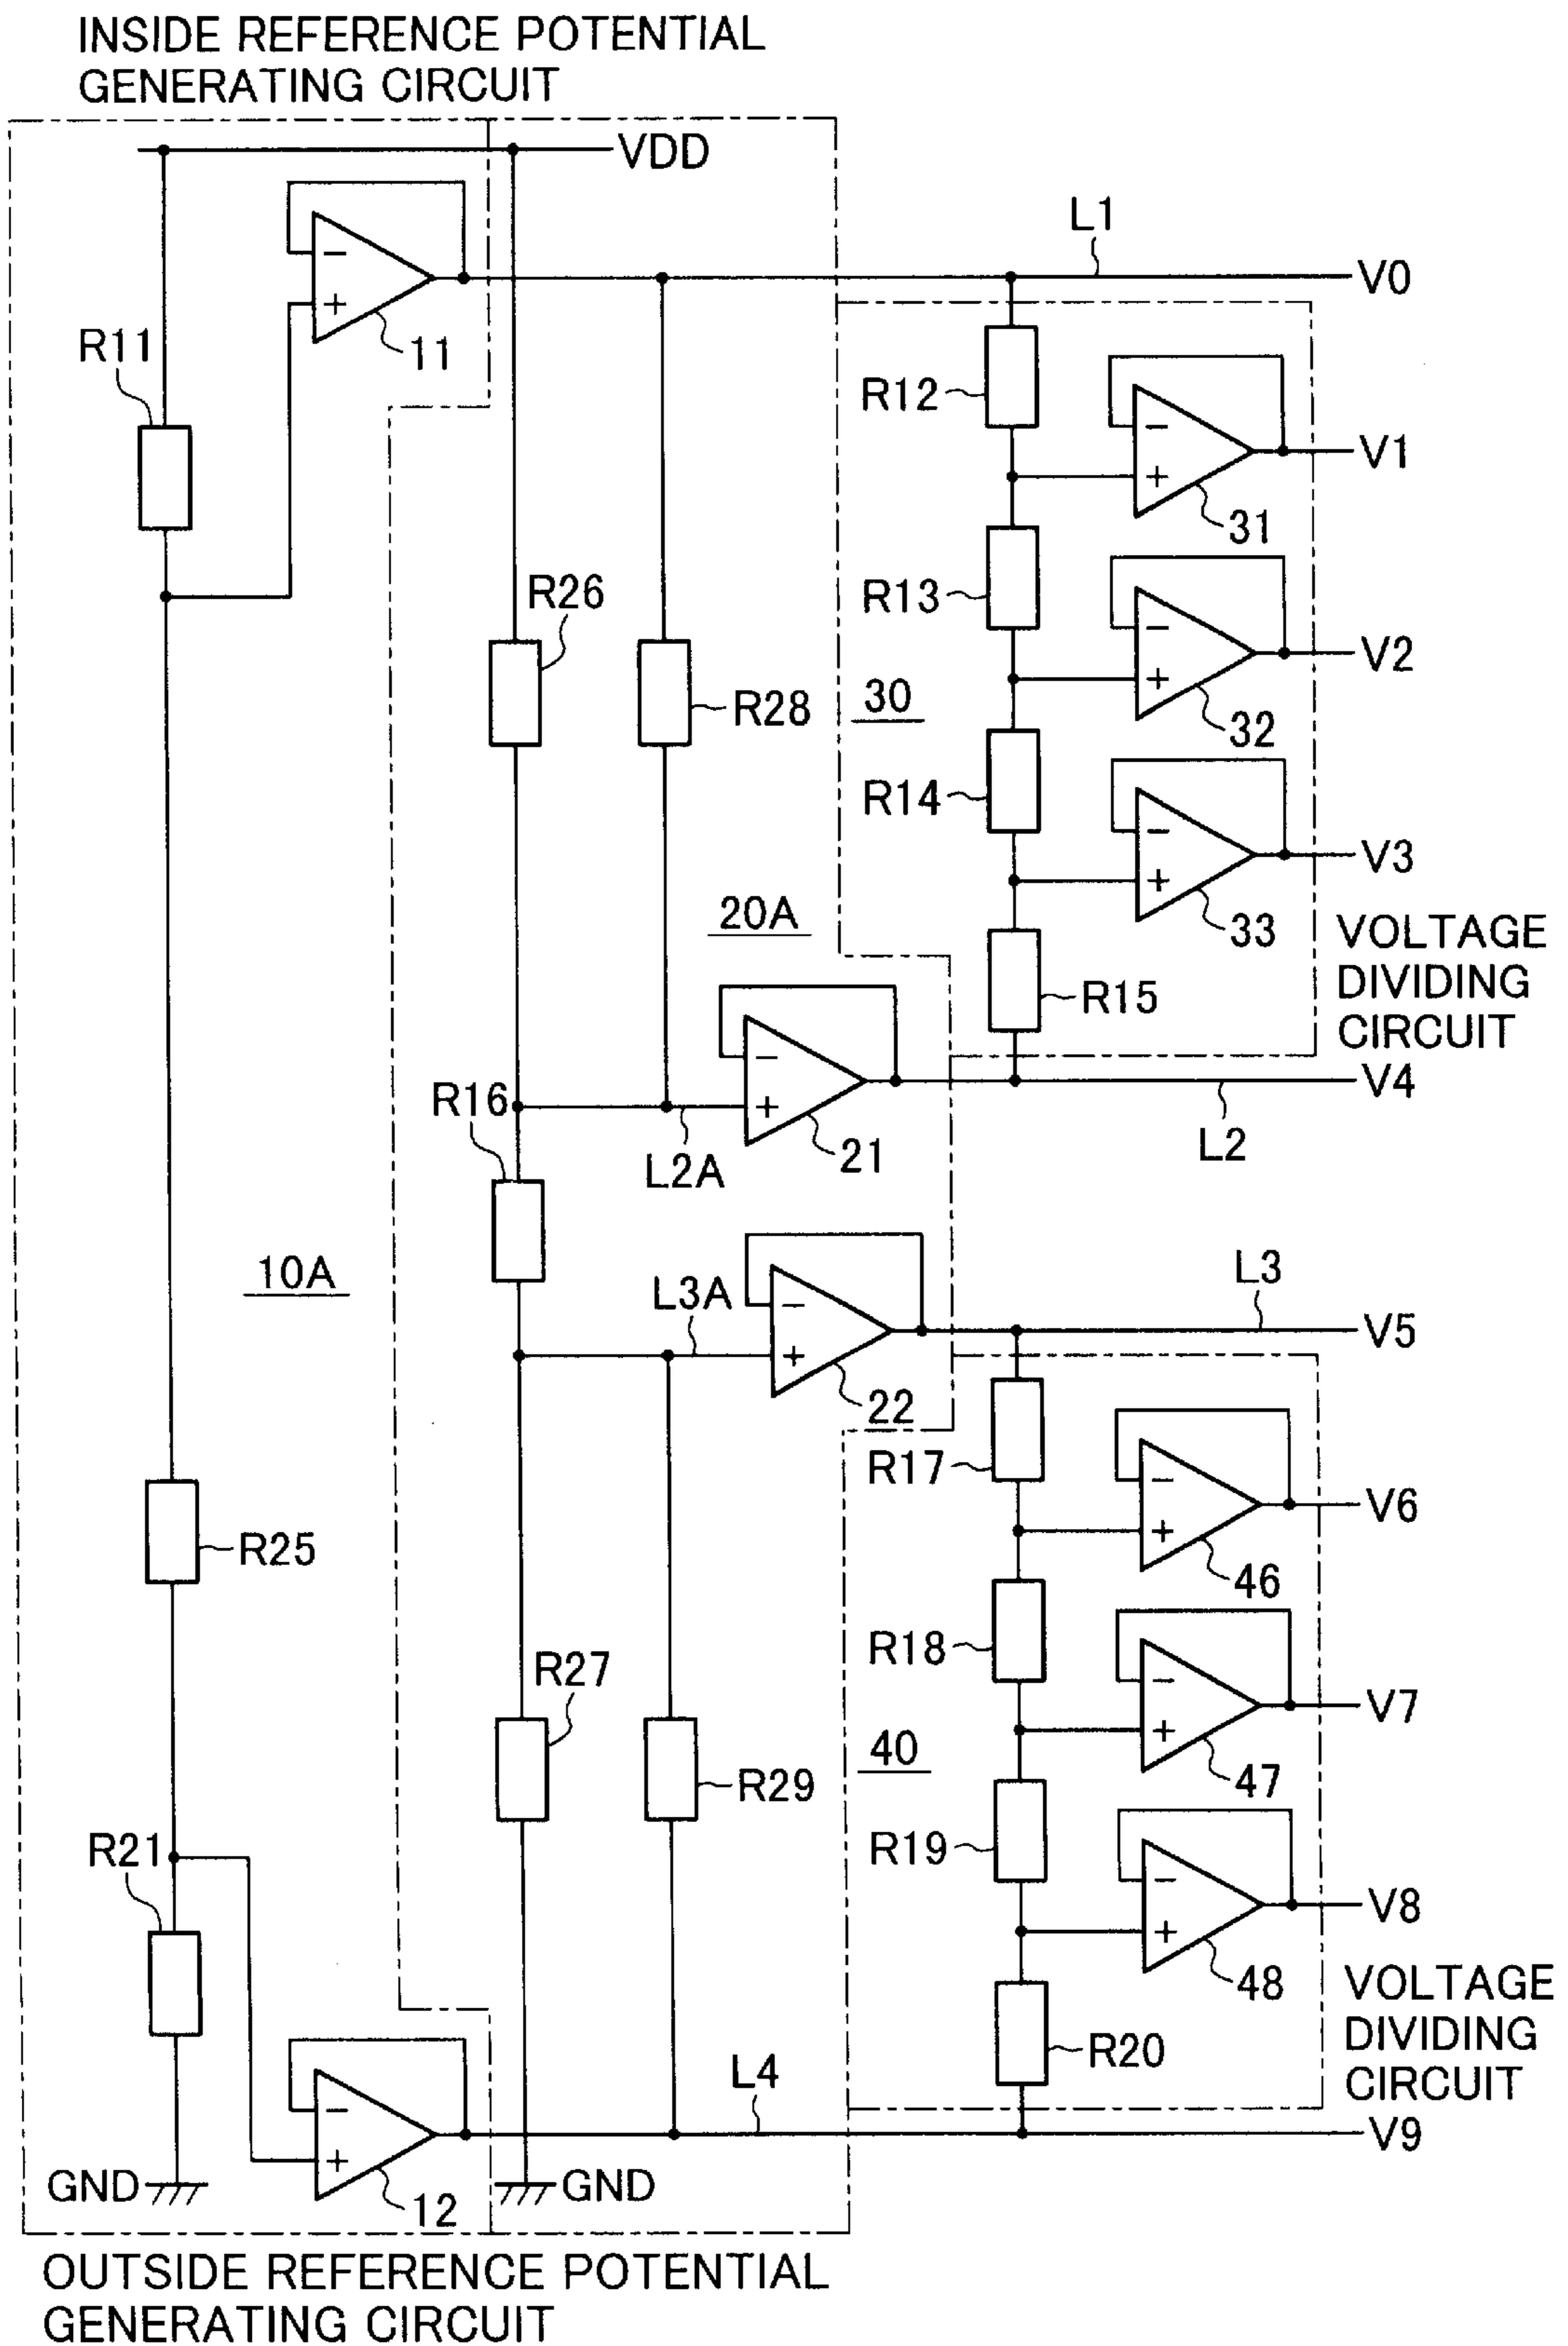 INSIDE REFERENCE POTENTIAL
GENERATING CIRCUIT
VDD
L1
V0
R11
11
R12
V1
31
R26
R13
V2
R28
30
32
R14
V3
20A
33
VOLTAGE
DIVIDING
CIRCUIT
R15
R16
V4
21
L2A
L2
10A
L3A
L3
V5
22
R17
V6
46
R25
R18
R27
V7
40
R29
47
R19
R21
V8
48
VOLTAGE
DIVIDING
CIRCUIT
R20
L4
V9
GND
12
GND
OUTSIDE REFERENCE POTENTIAL
GENERATING CIRCUIT